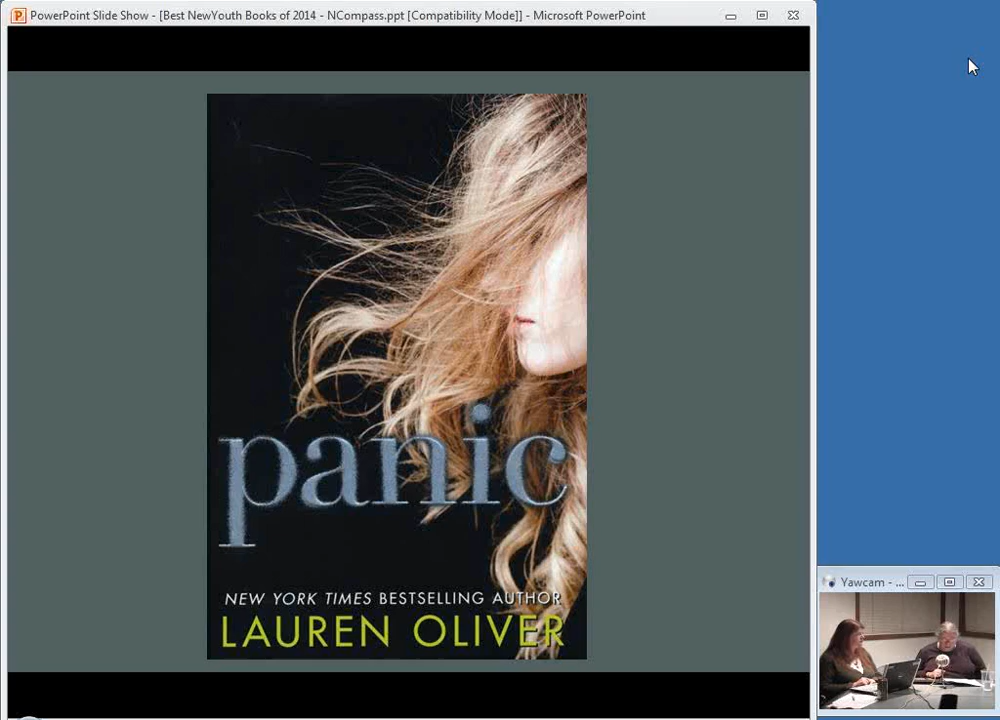 PowerPoint Slide Show - [Best NewYouth Books of 2014 - NCompass.ppt [Compatibility Mode]] - Microsoft PowerPoint
panic
NEW YORK TIMES BESTSELLING AUTHOR
LAUREN OLIVER
Yawcam - ...